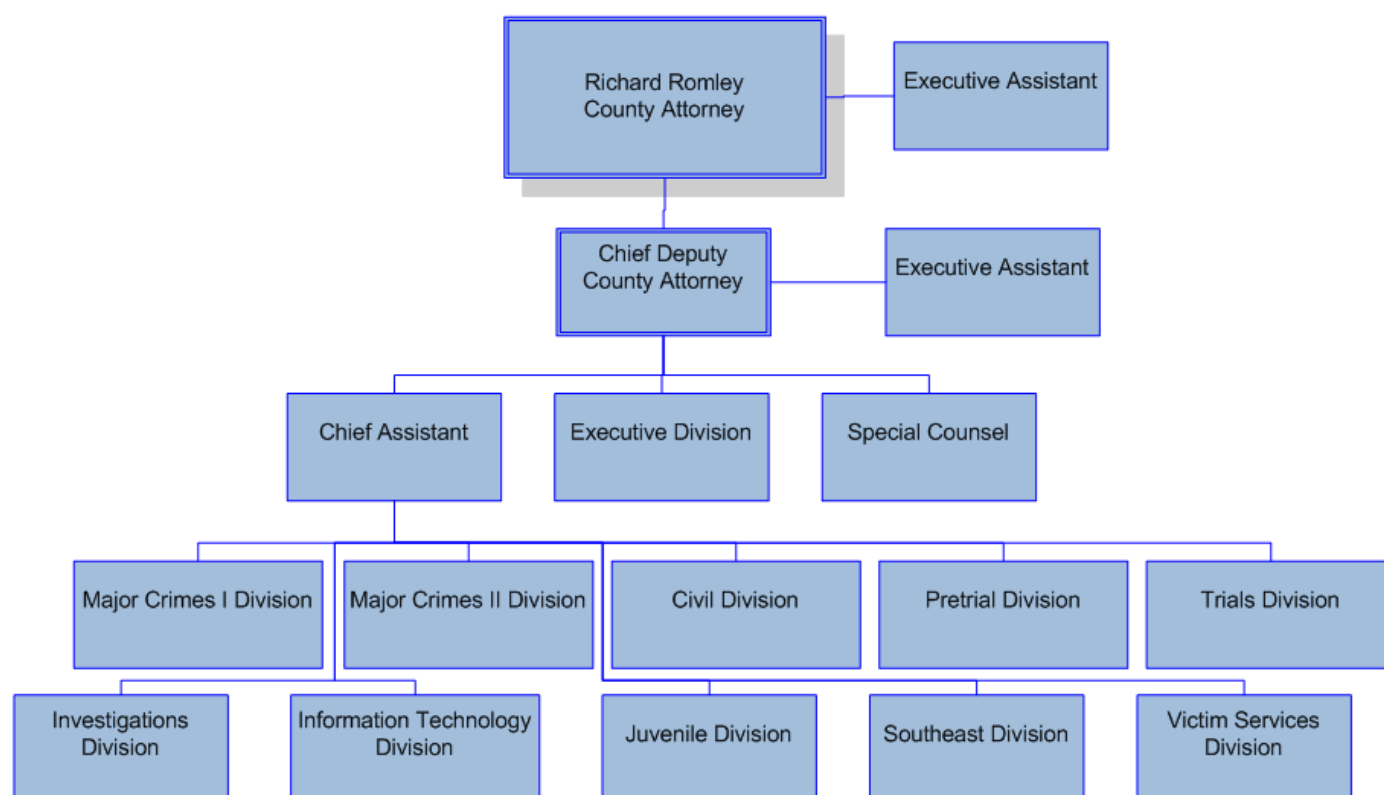 Richard Romley
County Attorney
Executive Assistant
Chief Deputy
County Attorney
Executive Assistant
Chief Assistant
Executive Division
Special Counsel
Major Crimes I Division
Major Crimes II Division
Civil Division
Pretrial Division
Trials Division
Investigations
Division
Information Technology
Division
Juvenile Division
Southeast Division
Victim Services
Division